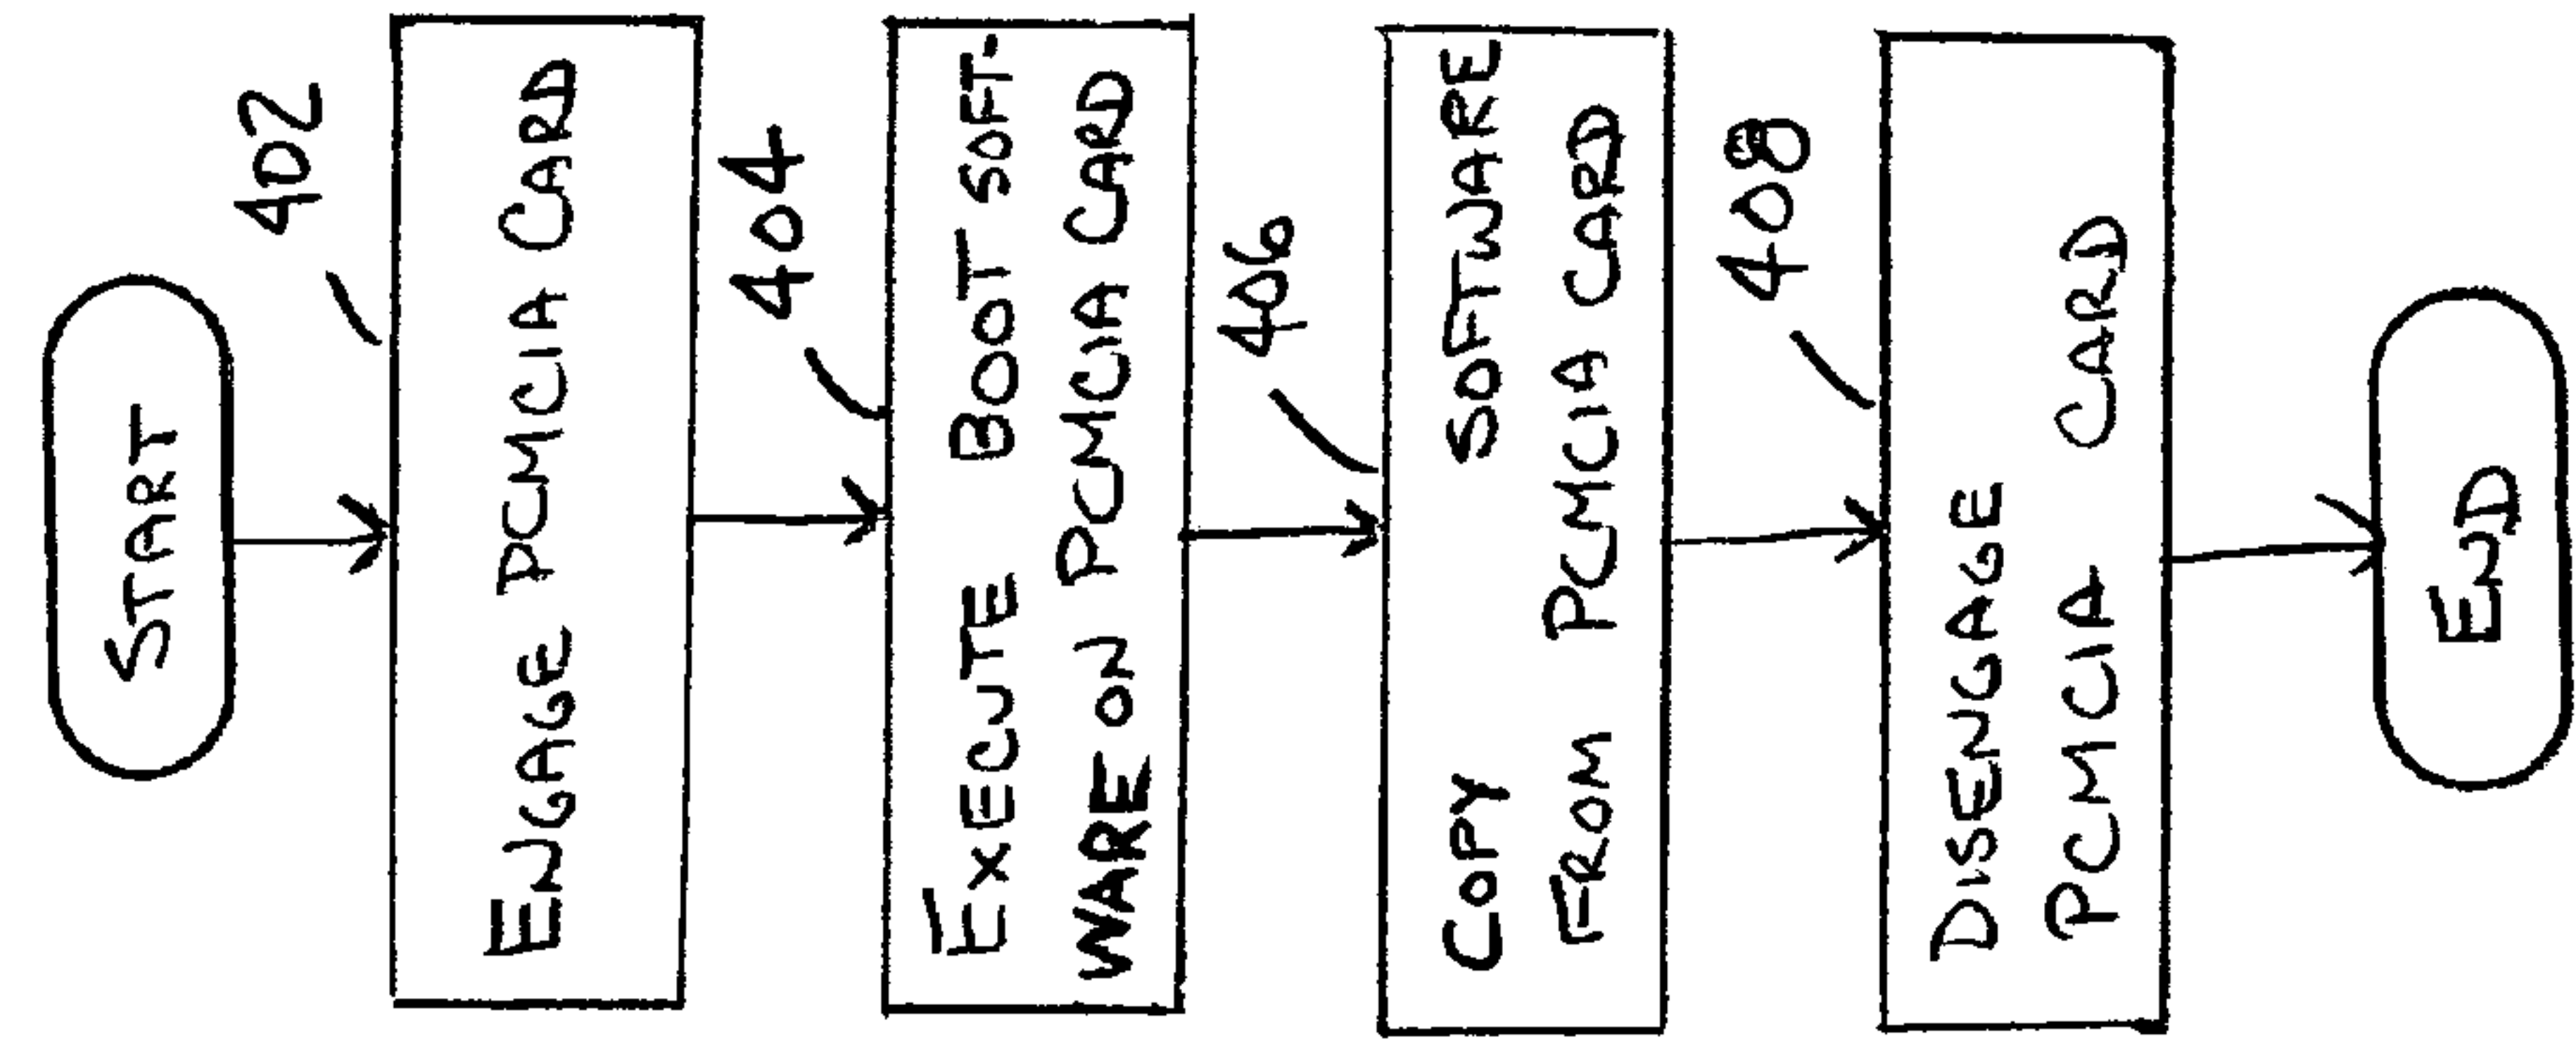 START
402
ENGAGE PCMCIA CARD
404
EXECUTE BOOT SOFT-
WARE ON PCMCIA CARD
406
COPY SOFTWARE
FROM PCMCIA CARD
408
DISENGAGE
PCMCIA CARD
END